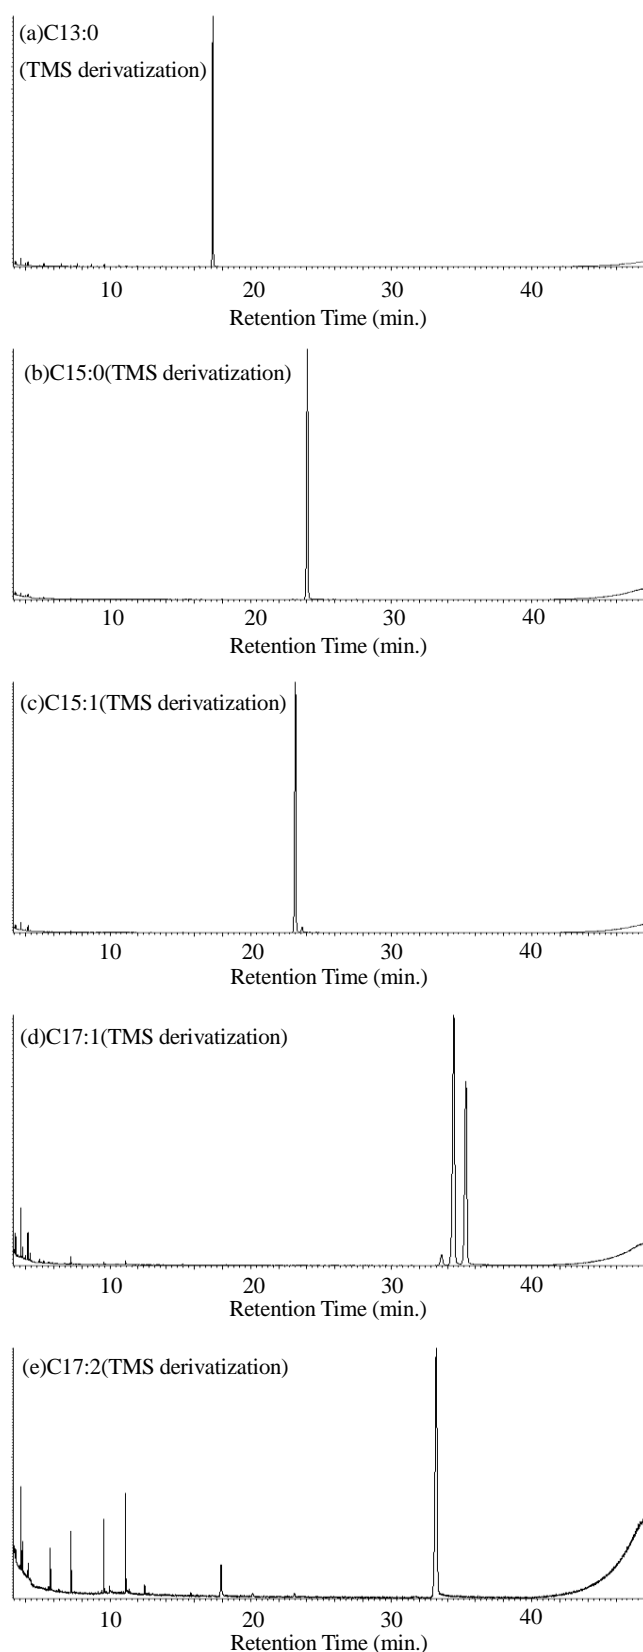 (a)C13:0
(TMS derivatization)
10 20 30 40
Retention Time (min.)
(b)C15:0(TMS derivatization)
10 20 30 40
Retention Time (min.)
(c)C15:1(TMS derivatization)
10 20 30 40
Retention Time (min.)
(d)C17:1(TMS derivatization)
10 20 30 40
Retention Time (min.)
(e)C17:2(TMS derivatization)
10 20 30 40
Retention Time (min.)